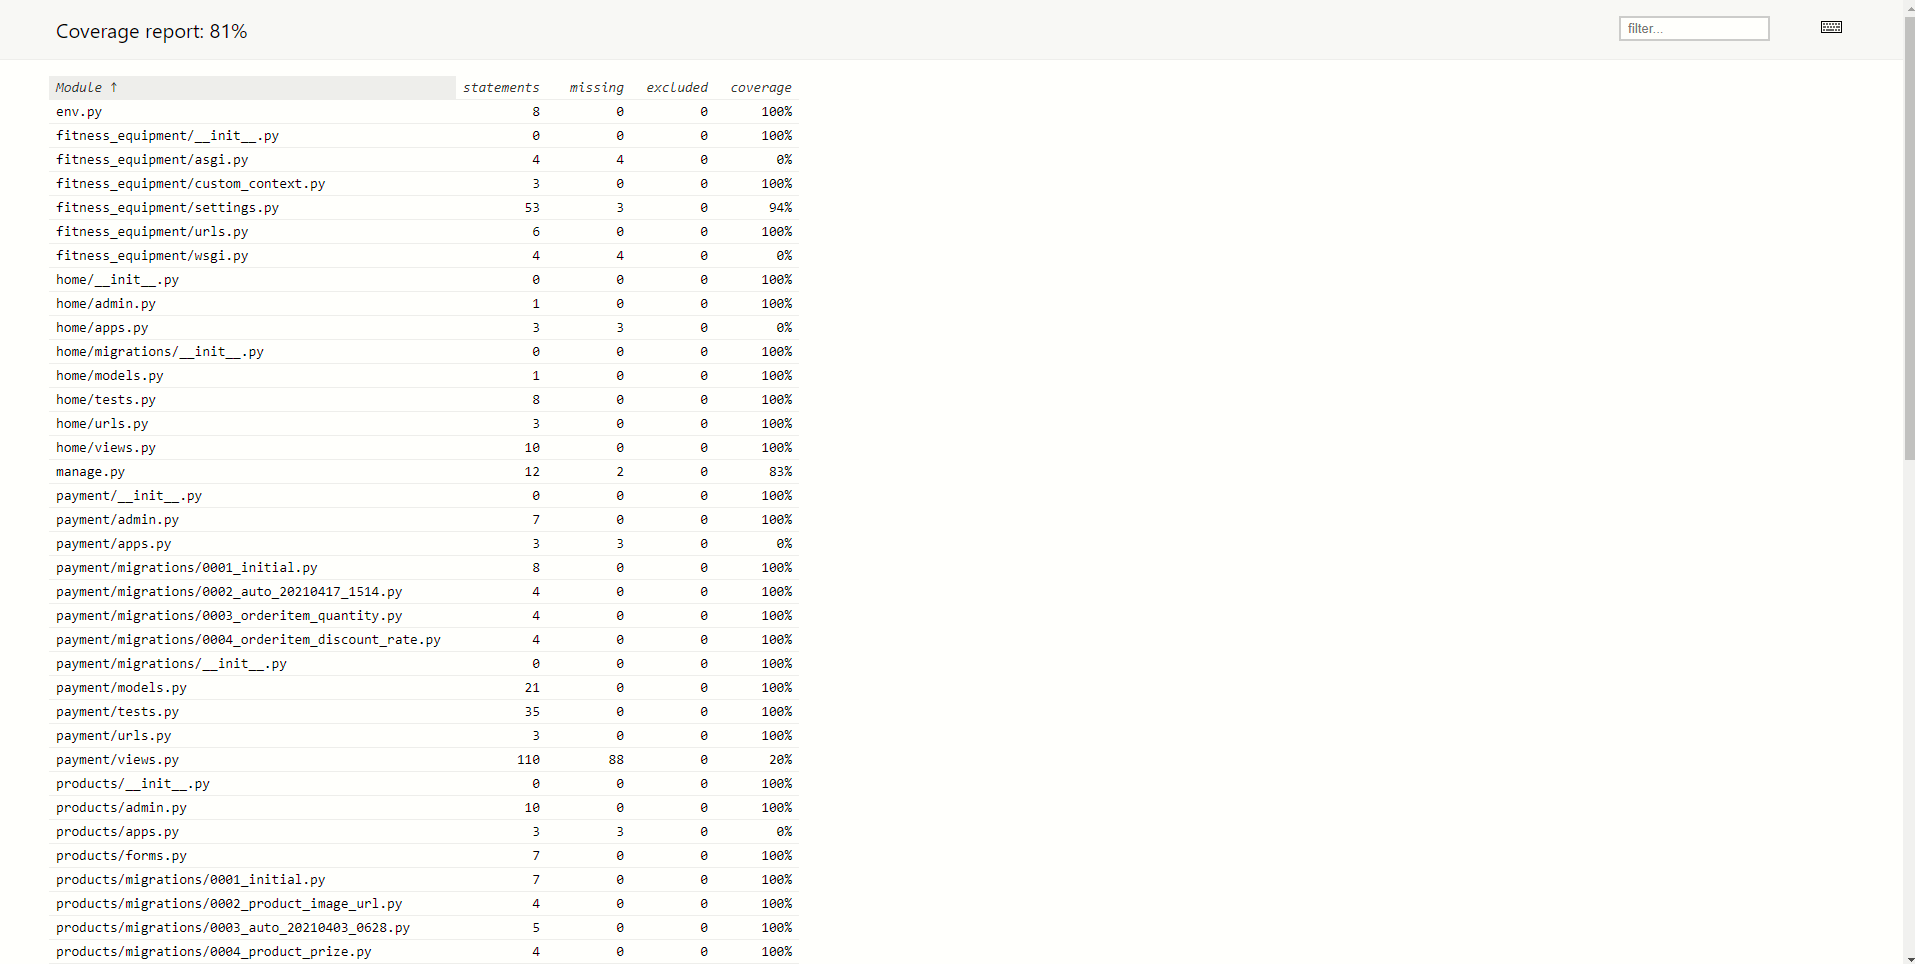 Coverage report: 81%
filter...
Module ↑ statements missing excluded coverage
env.py 8 0 0 100%
fitness_equipment/__init__.py 0 0 0 100%
fitness_equipment/asgi.py 4 4 0 0%
fitness_equipment/custom_context.py 3 0 0 100%
fitness_equipment/settings.py 53 3 0 94%
fitness_equipment/urls.py 6 0 0 100%
fitness_equipment/wsgi.py 4 4 0 0%
home/__init__.py 0 0 0 100%
home/admin.py 1 0 0 100%
home/apps.py 3 3 0 0%
home/migrations/__init__.py 0 0 0 100%
home/models.py 1 0 0 100%
home/tests.py 8 0 0 100%
home/urls.py 3 0 0 100%
home/views.py 10 0 0 100%
manage.py 12 2 0 83%
payment/__init__.py 0 0 0 100%
payment/admin.py 7 0 0 100%
payment/apps.py 3 3 0 0%
payment/migrations/0001_initial.py 8 0 0 100%
payment/migrations/0002_auto_20210417_1514.py 4 0 0 100%
payment/migrations/0003_orderitem_quantity.py 4 0 0 100%
payment/migrations/0004_orderitem_discount_rate.py 4 0 0 100%
payment/migrations/__init__.py 0 0 0 100%
payment/models.py 21 0 0 100%
payment/tests.py 35 0 0 100%
payment/urls.py 3 0 0 100%
payment/views.py 110 88 0 20%
products/__init__.py 0 0 0 100%
products/admin.py 10 0 0 100%
products/apps.py 3 3 0 0%
products/forms.py 7 0 0 100%
products/migrations/0001_initial.py 7 0 0 100%
products/migrations/0002_product_image_url.py 4 0 0 100%
products/migrations/0003_auto_20210403_0628.py 5 0 0 100%
products/migrations/0004_product_prize.py 4 0 0 100%